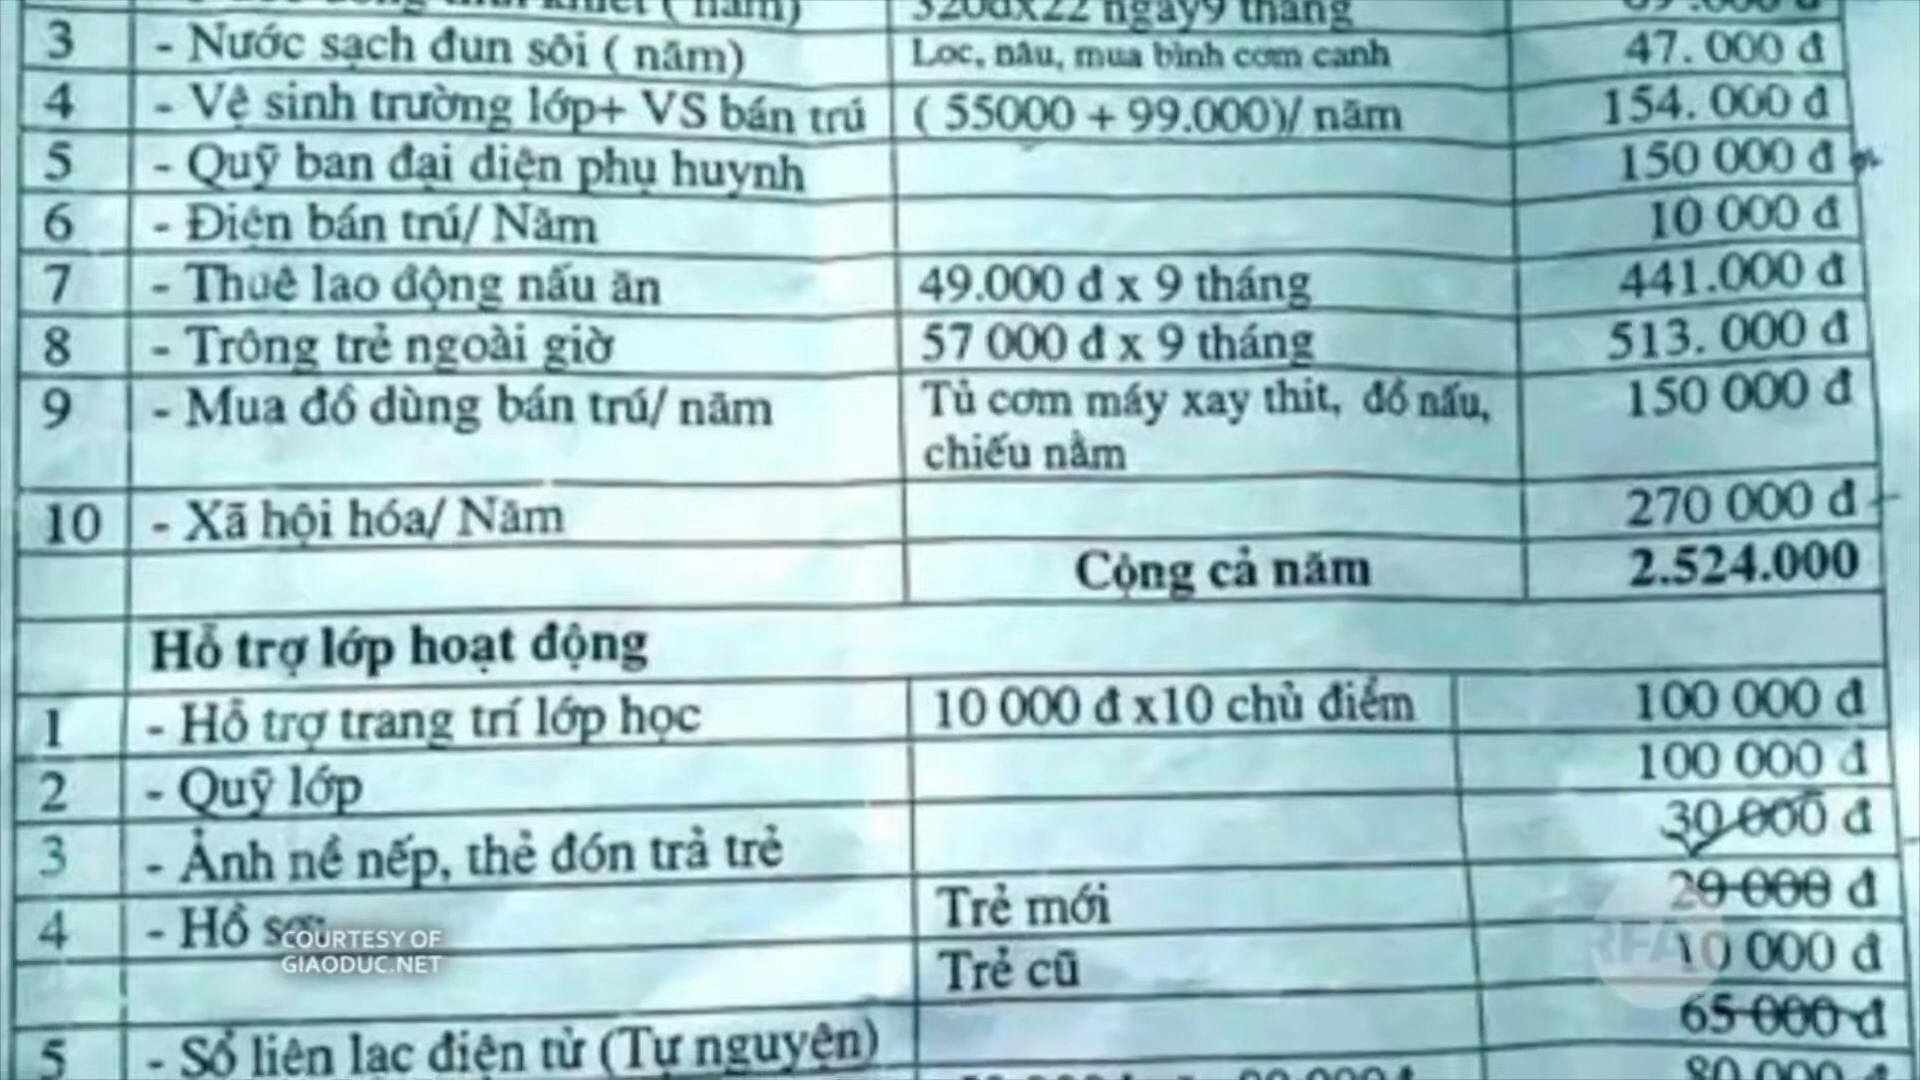 320đx22 ngày9 tháng
3 - Nước sạch đun sôi ( năm) Loc, nâu, mua bình cơm canh 47. 000 đ
4 - Vệ sinh trường lớp+ VS bán trú ( 55000 + 99.000)/ năm 154. 000 đ
5 - Quỹ ban đại diện phụ huynh 150 000 đ
6 - Điện bán trú/ Năm 10 000 đ
7 - Thuê lao động nấu ăn 49.000 đ x 9 tháng 441.000 đ
8 - Trông trẻ ngoài giờ 57 000 đ x 9 tháng 513. 000 đ
9 - Mua đồ dùng bán trú/ năm Tủ cơm máy xay thit, đồ nấu, 150 000 đ
chiếu nằm
10 - Xã hội hóa/ Năm 270 000 đ
Cộng cả năm 2.524.000
Hỗ trợ lớp hoạt động
1 - Hỗ trợ trang trí lớp học 10 000 đ x10 chủ điểm 100 000 đ
2 - Quỹ lớp 100 000 đ
3 - Ảnh nề nếp, thẻ đón trả trẻ 30 000 đ
4 - Hồ sơ Trẻ mới 20 000 đ
Trẻ cũ 10 000 đ
65 000 đ
5 - Sổ liên lạc điện tử (Tự nguyện)
80.000 đ
COURTESY OF
GIAODUC.NET
RFA